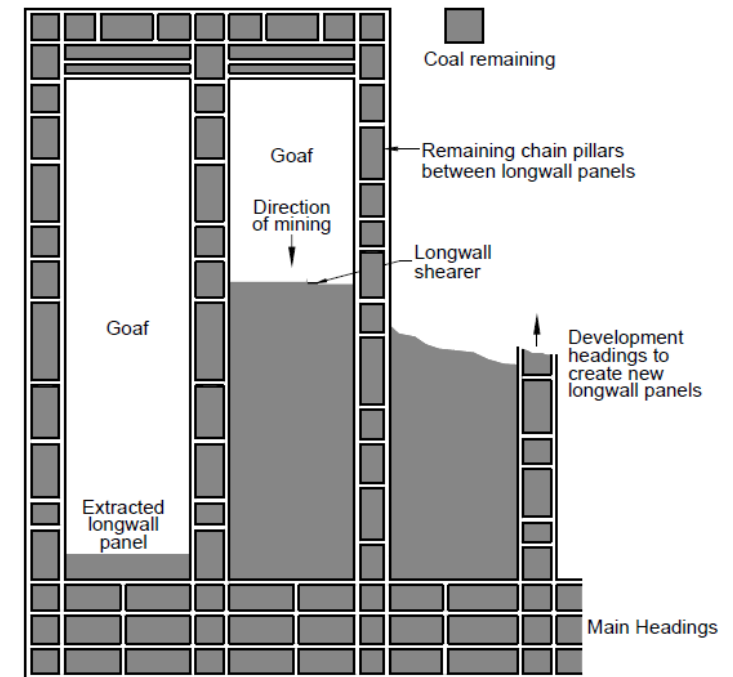 Coal remaining
Goaf
Remaining chain pillars
between longwall panels
Direction
of mining
Longwall
shearer
Goaf
Development
headings to
create new
longwall panels
Extracted
longwall
panel
Main Headings